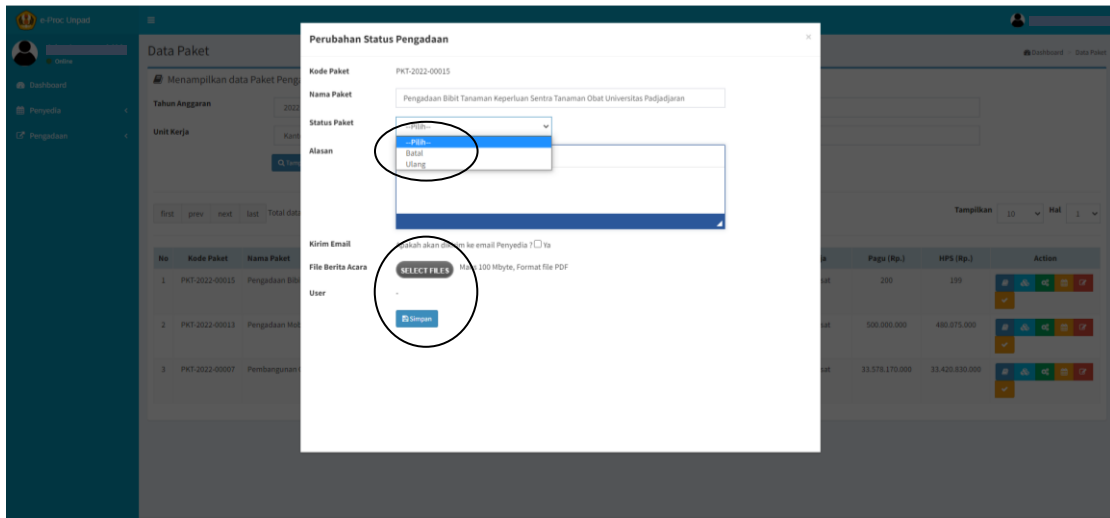 e-Proc Unpad
Online
Dashboard
Penyedia
Pengadaan
Data Paket
Dashboard > Data Paket
Menampilkan data Paket Peng
Tahun Anggaran
2022
Unit Kerja
Kant
first prev next last Total data
Tampilkan 10 Hal 1
No Kode Paket Nama Paket Pagu (Rp.) HPS (Rp.) Action
1 PKT-2022-00015 Pengadaan Bibi 200 199
2 PKT-2022-00013 Pengadaan 500.000.000 480.075.000
3 PKT-2022-00007 Pembangunan 33.578.170.000 33.420.830.000
Perubahan Status Pengadaan ×
Kode Paket PKT-2022-00015
Nama Paket Pengadaan Bibit Tanaman Keperluan Sentra Tanaman Obat Universitas Padjadjaran
Status Paket --Pilih--
--Pilih--
Batal
Ulang
Alasan
Kirim Email Apakah akan dikirim ke email Penyedia ? Ya
File Berita Acara SELECT FILES Maks 100 Mbyte, Format file PDF
User -
Simpan